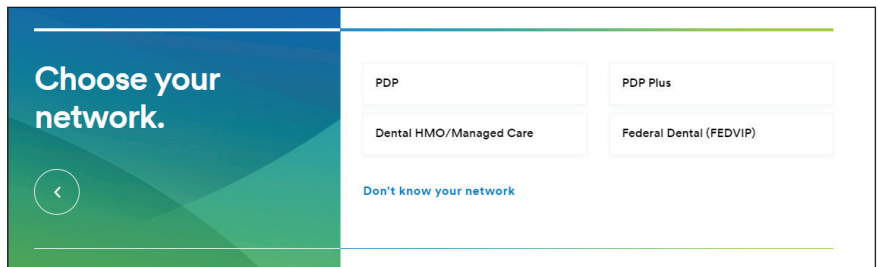 Choose your
network.
PDP
PDP Plus
Dental HMO/Managed Care
Federal Dental (FEDVIP)
Don't know your network